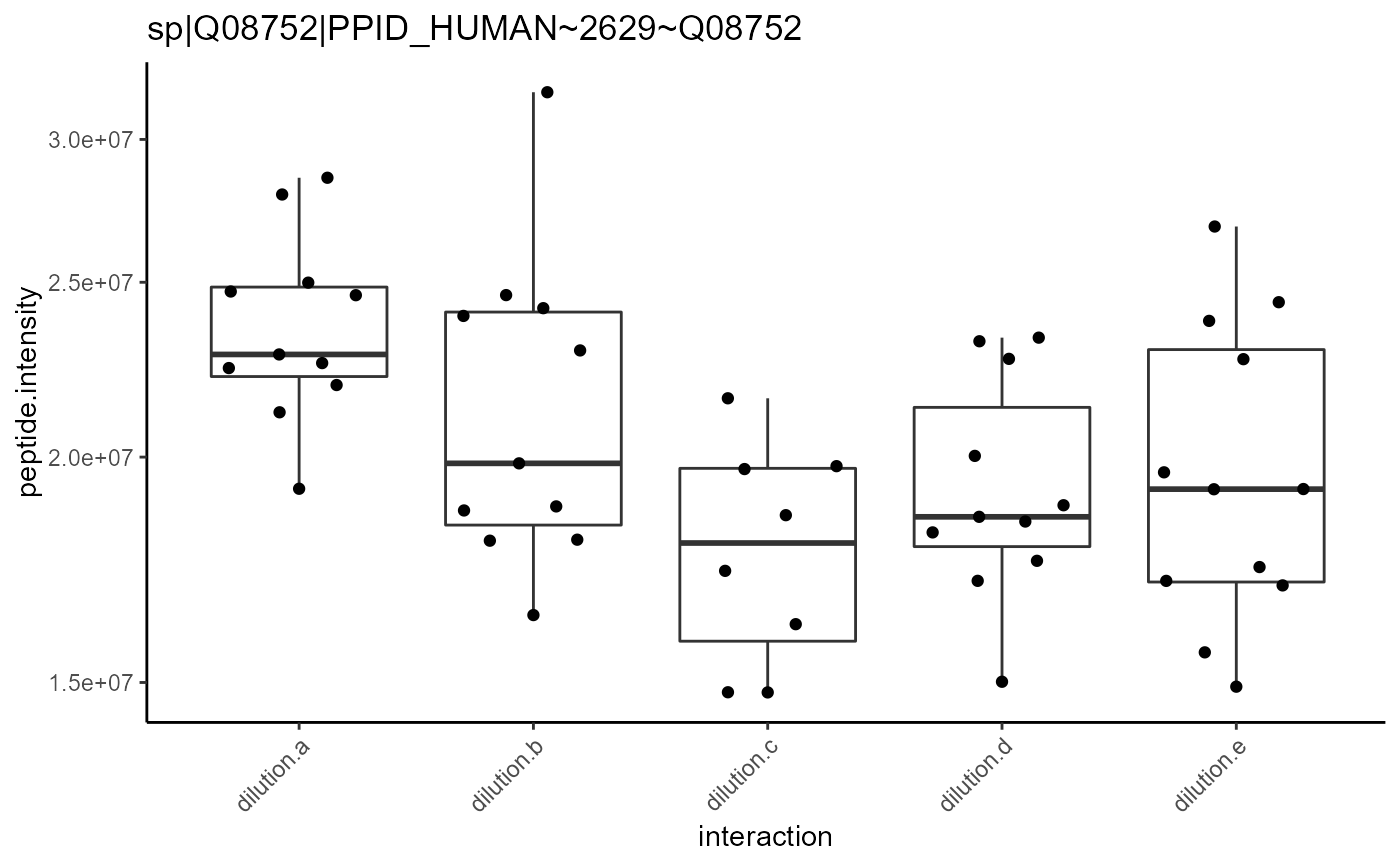 sp|Q08752|PPID_HUMAN~2629~Q08752
peptide.intensity
3.0e+07
2.5e+07
2.0e+07
1.5e+07
dilution.a
dilution.b
dilution.c
dilution.d
dilution.e
interaction